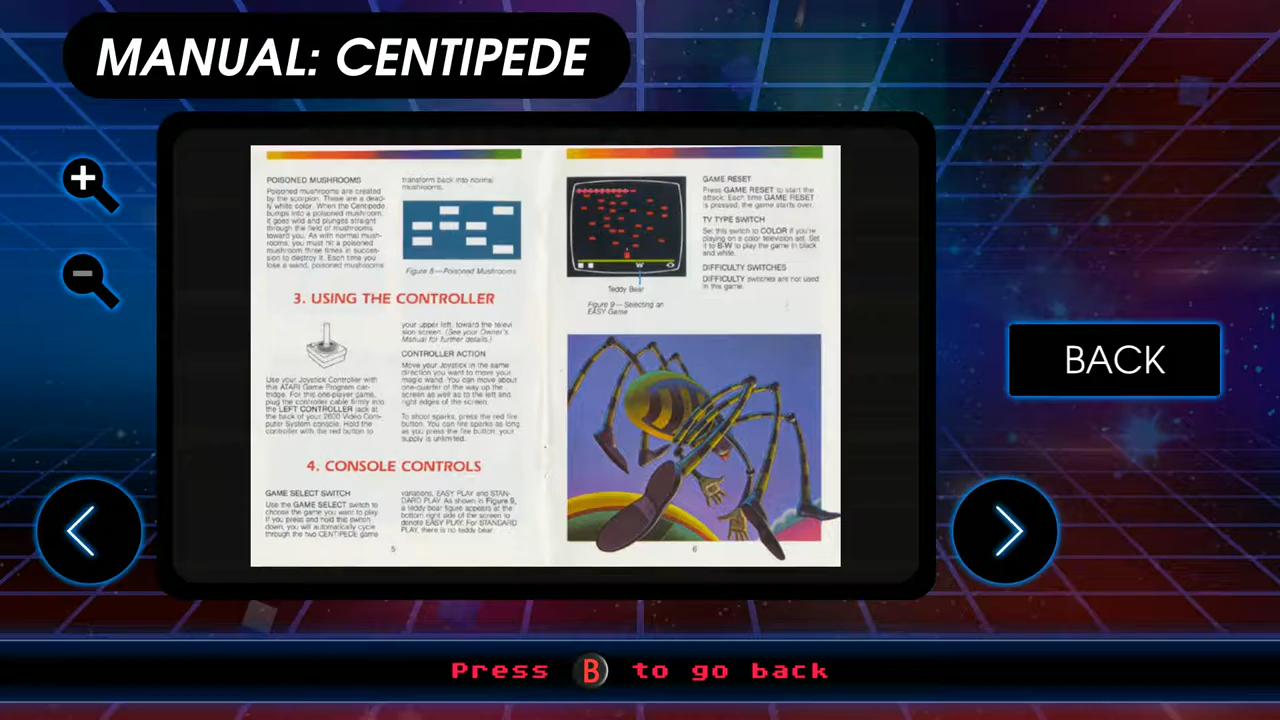 MANUAL: CENTIPEDE
POISONED MUSHROOMS
Poisoned mushrooms are created
by the scorpion. These are a dead-
ly white color. When the Centipede
bumps into a poisoned mushroom,
it goes wild and plunges straight
through the field of mushrooms
toward you. As with normal mush-
rooms, you must hit a poisoned
mushroom three times in succes-
sion to destroy it. Each time you
lose a wand, poisoned mushrooms
transform back into normal
mushrooms.
Figure 8—Poisoned Mushrooms
3. USING THE CONTROLLER
Use your Joystick Controller with
this ATARI Game Program car-
tridge. For this one-player game,
plug the controller cable firmly into
the LEFT CONTROLLER jack at
the back of your 2600 Video Com-
puter System console. Hold the
controller with the red button to
your upper left, toward the televi
sion screen. (See your Owner's
Manual for further details.)
CONTROLLER ACTION
Move your Joystick in the same
direction you want to move your
magic wand. You can move about
one-quarter of the way up the
screen as well as to the left and
right edges of the screen.
To shoot sparks, press the red fire
button. You can fire sparks as long
as you press the fire button; your
supply is unlimited.
4. CONSOLE CONTROLS
GAME SELECT SWITCH
Use the GAME SELECT switch to
choose the game you want to play.
If you press and hold this switch
down, you will automatically cycle
through the two CENTIPEDE game
variations, EASY PLAY and STAN-
DARD PLAY. As shown in Figure 9,
a teddy bear figure appears at the
bottom right side of the screen to
denote EASY PLAY. For STANDARD
PLAY, there is no teddy bear.
5
Teddy Bear
Figure 9—Selecting an
EASY Game
GAME RESET
Press GAME RESET to start the
attack. Each time GAME RESET
is pressed, the game starts over.
TV TYPE SWITCH
Set this switch to COLOR if you're
playing on a color television set. Set
it to B-W to play the game in black
and white.
DIFFICULTY SWITCHES
DIFFICULTY switches are not used
in this game.
6
BACK
Press B to go back